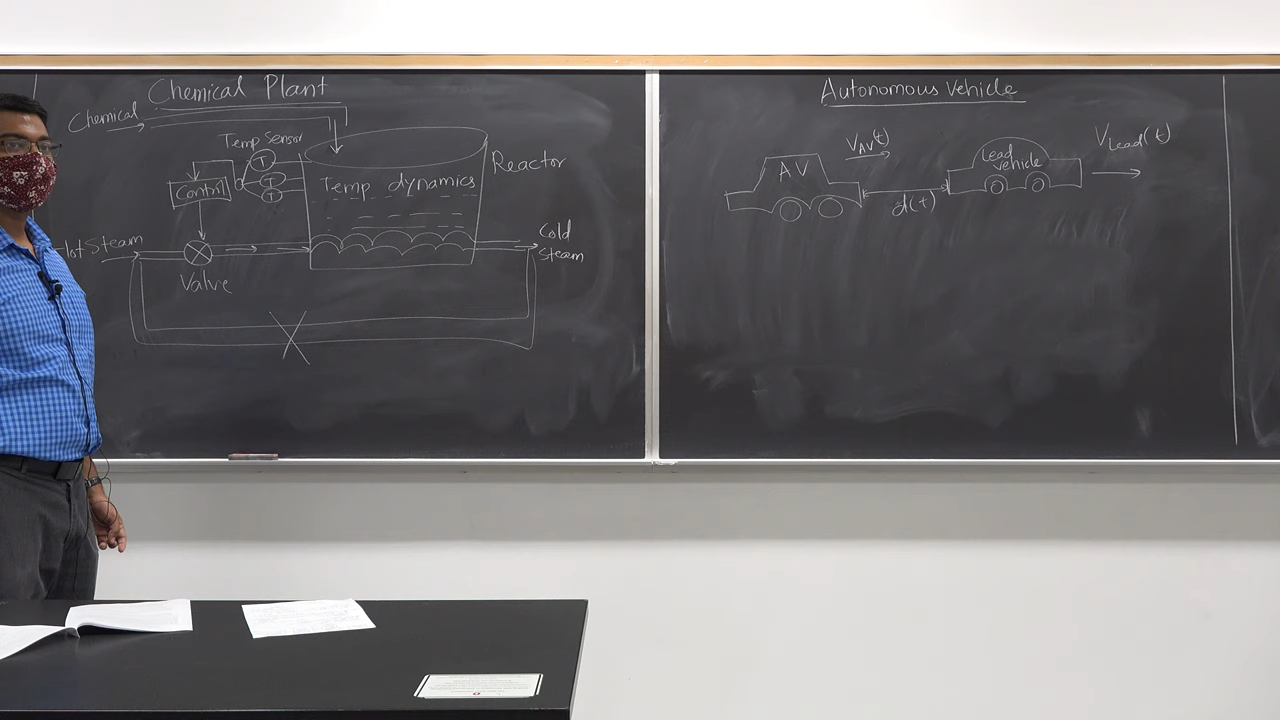 Chemical Plant
Chemical
Temp Sensor
T
T
T
Control
Temp dynamics
Reactor
Hot Steam
Valve
Cold
Steam
Autonomous Vehicle
V_AV(t)
AV
d(t)
Lead
vehicle
V_Lead(t)